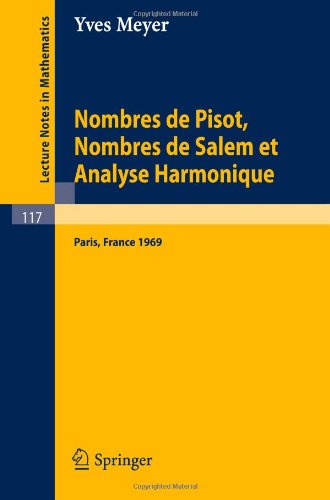 Yves Meyer
Lecture Notes in Mathematics
Nombres de Pisot,
Nombres de Salem et
Analyse Harmonique
117
Paris, France 1969
Springer